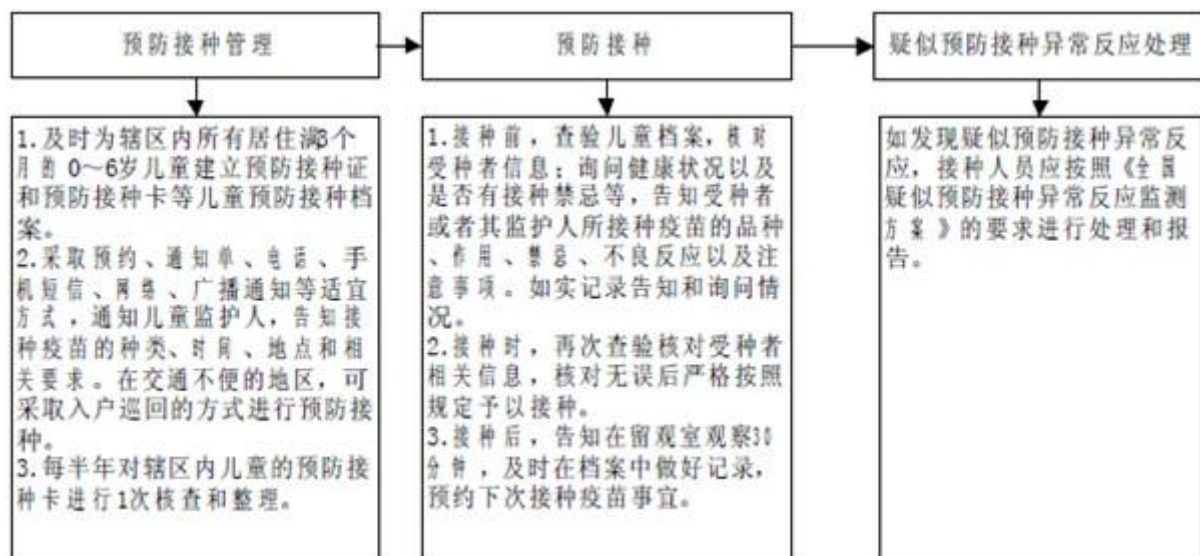 预防接种管理
预防接种
疑似预防接种异常反应处理
1.及时为辖区内所有居住满3个
月的0～6岁儿童建立预防接种证
和预防接种卡等儿童预防接种档
案。
2.采取预约、通知单、电话、手
机短信、网络、广播通知等适宜
方式，通知儿童监护人，告知接
种疫苗的种类、时间、地点和相
关要求。在交通不便的地区，可
采取入户巡回的方式进行预防接
种。
3.每半年对辖区内儿童的预防接
种卡进行1次核查和整理。
1.接种前，查验儿童档案，核对
受种者信息；询问健康状况以及
是否有接种禁忌等，告知受种者
或者其监护人所接种疫苗的品种
、作用、禁忌、不良反应以及注
意事项。如实记录告知和询问情
况。
2.接种时，再次查验核对受种者
相关信息，核对无误后严格按照
规定予以接种。
3.接种后，告知在留观室观察30
分钟，及时在档案中做好记录，
预约下次接种疫苗事宜。
如发现疑似预防接种异常反
应，接种人员应按照《全国
疑似预防接种异常反应监测
方案》的要求进行处理和报
告。